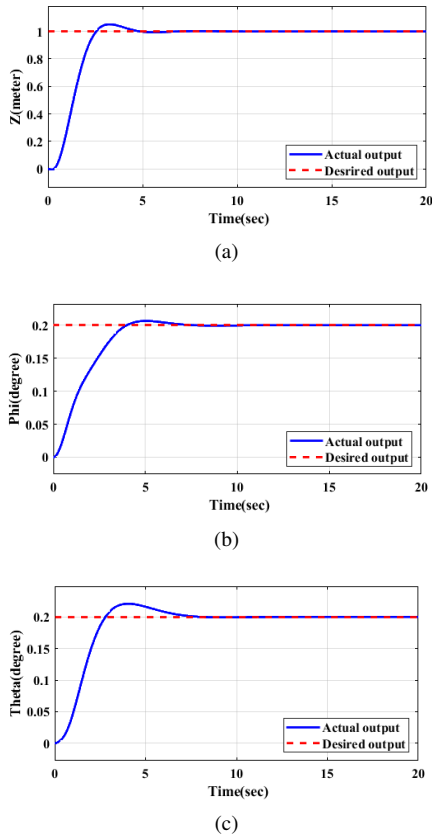 1
0.8
0.6
0.4
0.2
0
Z(meter)
Actual output
Desrired output
0 5 10 15 20
Time(sec)
(a)
0.2
0.15
0.1
0.05
0
Phi(degree)
Actual output
Desired output
0 5 10 15 20
Time(sec)
(b)
0.2
0.15
0.1
0.05
0
Theta(degree)
Actual output
Desired output
0 5 10 15 20
Time(sec)
(c)